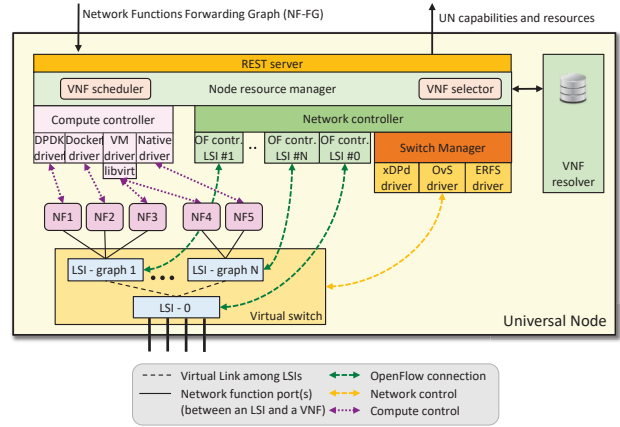 Network Functions Forwarding Graph (NF-FG)
UN capabilities and resources
REST server
VNF scheduler
Node resource manager
VNF selector
Compute controller
Network controller
DPDK driver
Docker driver
VM driver
libvirt
Native driver
OF contr. LSI #1
..
OF contr. LSI #N
OF contr. LSI #0
Switch Manager
xDPd driver
OvS driver
ERFS driver
VNF resolver
NF1
NF2
NF3
NF4
NF5
LSI - graph 1
•••
LSI - graph N
LSI - 0
Virtual switch
Universal Node
Virtual Link among LSIs
Network function port(s)
(between an LSI and a VNF)
OpenFlow connection
Network control
Compute control